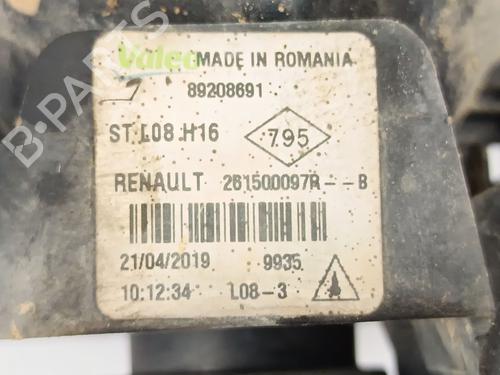 Valeo MADE IN ROMANIA
89208691
ST L08 H16 795
RENAULT 261500097R--B
21/04/2019 9935
10:12:34 L08-3